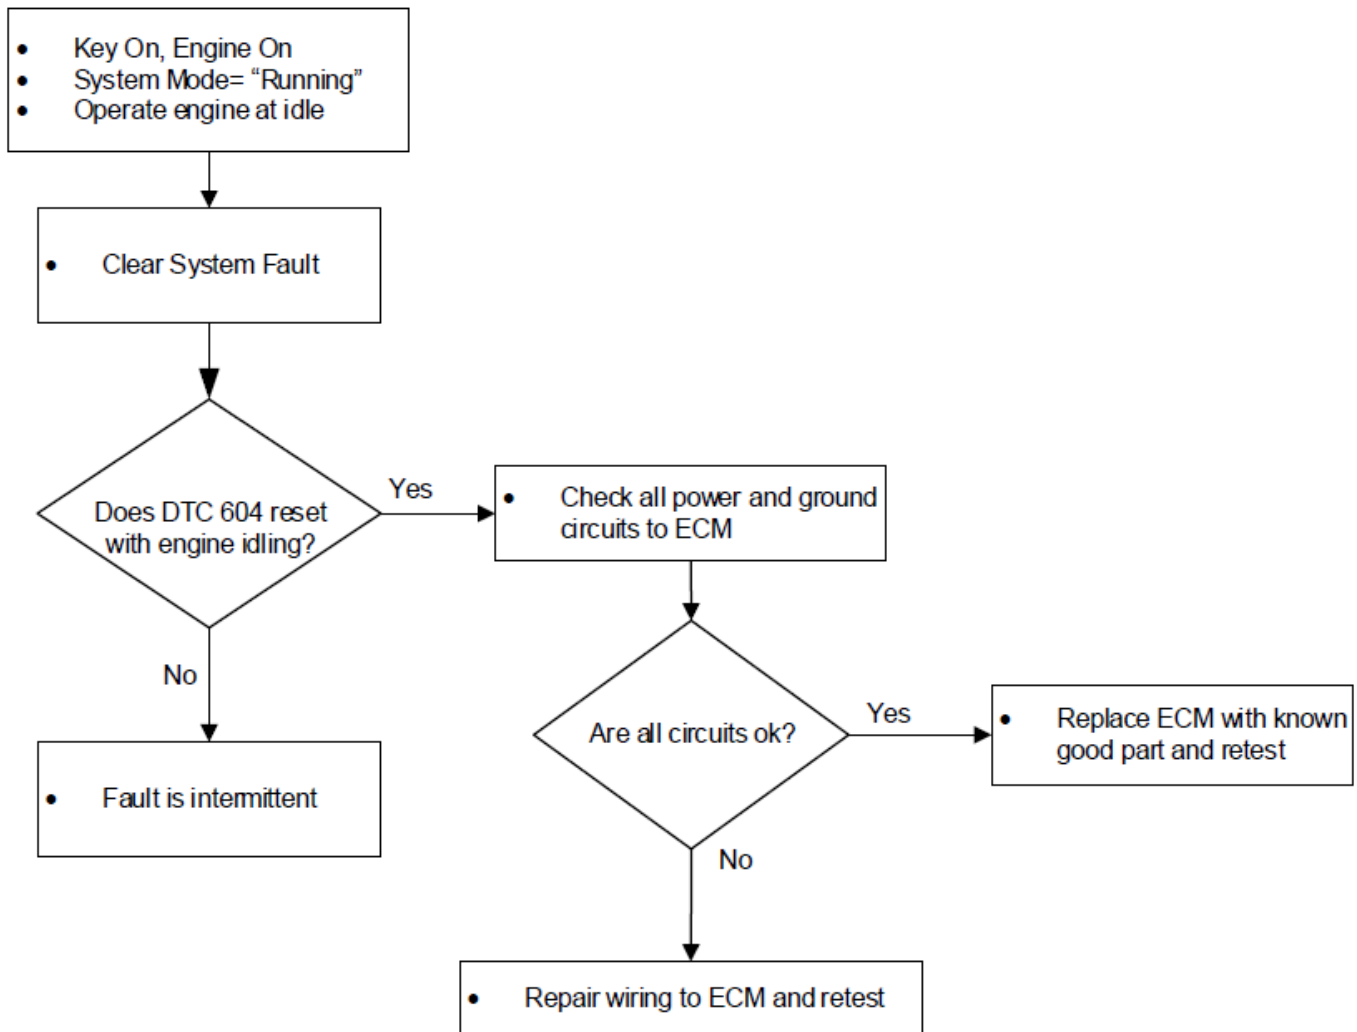 • Key On, Engine On
• System Mode= “Running”
• Operate engine at idle
• Clear System Fault
Does DTC 604 reset
with engine idling?
Yes
• Check all power and ground
circuits to ECM
No
• Fault is intermittent
Are all circuits ok?
Yes
• Replace ECM with known
good part and retest
No
• Repair wiring to ECM and retest